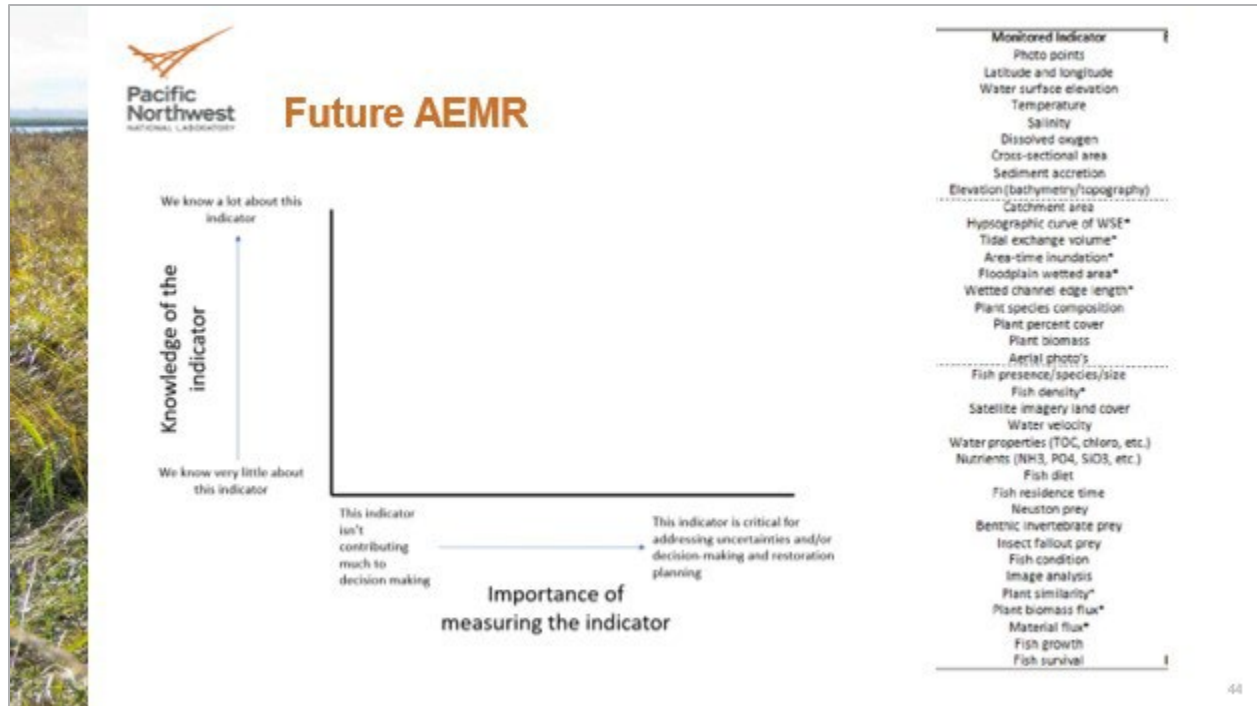 Pacific
Northwest
NATIONAL LABORATORY
Future AEMR
We know a lot about this
indicator
Knowledge of the
indicator
We know very little about
this indicator
This indicator
isn't
contributing
much to
decision making
This indicator is critical for
addressing uncertainties and/or
decision-making and restoration
planning
Importance of
measuring the indicator
Monitored Indicator
Photo points
Latitude and longitude
Water surface elevation
Temperature
Salinity
Dissolved oxygen
Cross-sectional area
Sediment accretion
Elevation (bathymetry/topography)
Catchment area
Hypsographic curve of WSE*
Tidal exchange volume*
Area-time inundation*
Floodplain wetted area*
Wetted channel edge length*
Plant species composition
Plant percent cover
Plant biomass
Aerial photo's
Fish presence/species/size
Fish density*
Satellite imagery land cover
Water velocity
Water properties (TOC, chloro, etc.)
Nutrients (NH3, PO4, SiO3, etc.)
Fish diet
Fish residence time
Neuston prey
Benthic invertebrate prey
Insect fallout prey
Fish condition
Image analysis
Plant similarity*
Plant biomass flux*
Material flux*
Fish growth
Fish survival
44